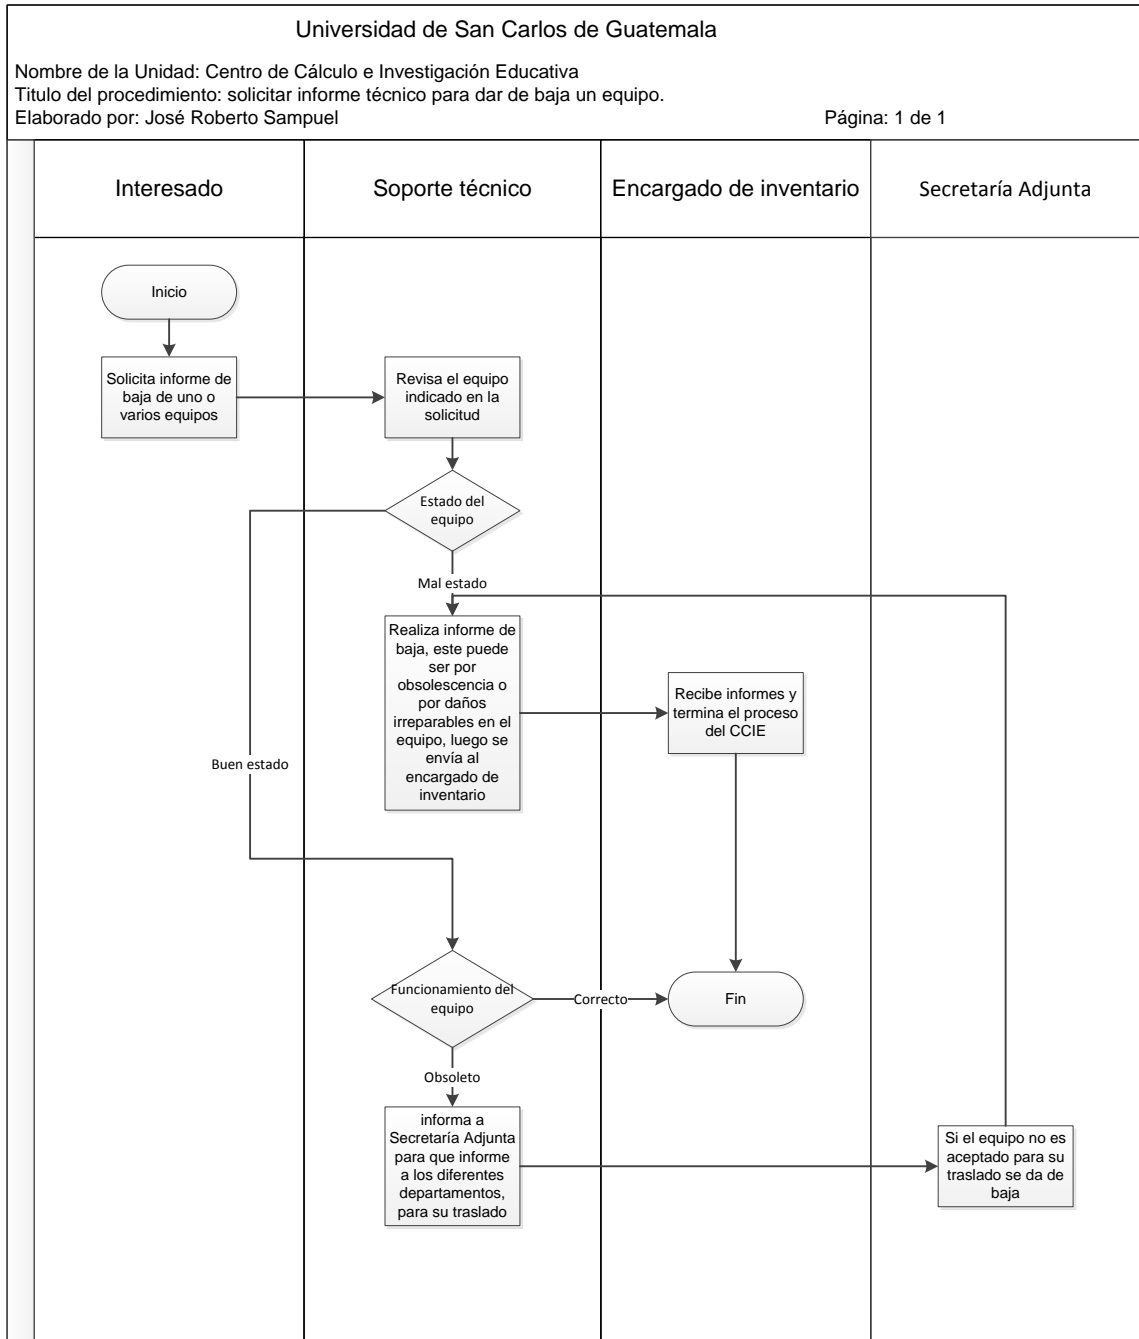 Universidad de San Carlos de Guatemala
Nombre de la Unidad: Centro de Cálculo e Investigación Educativa
Titulo del procedimiento: solicitar informe técnico para dar de baja un equipo.
Elaborado por: José Roberto Sampuel
Página: 1 de 1
Interesado
Soporte técnico
Encargado de inventario
Secretaría Adjunta
Inicio
Solicita informe de
baja de uno o
varios equipos
Revisa el equipo
indicado en la
solicitud
Estado del
equipo
Mal estado
Realiza informe de
baja, este puede
ser por
obsolescencia o
por daños
irreparables en el
equipo, luego se
envía al
encargado de
inventario
Recibe informes y
termina el proceso
del CCIE
Buen estado
Funcionamiento del
equipo
Correcto
Fin
Obsoleto
informa a
Secretaría Adjunta
para que informe
a los diferentes
departamentos,
para su traslado
Si el equipo no es
aceptado para su
traslado se da de
baja